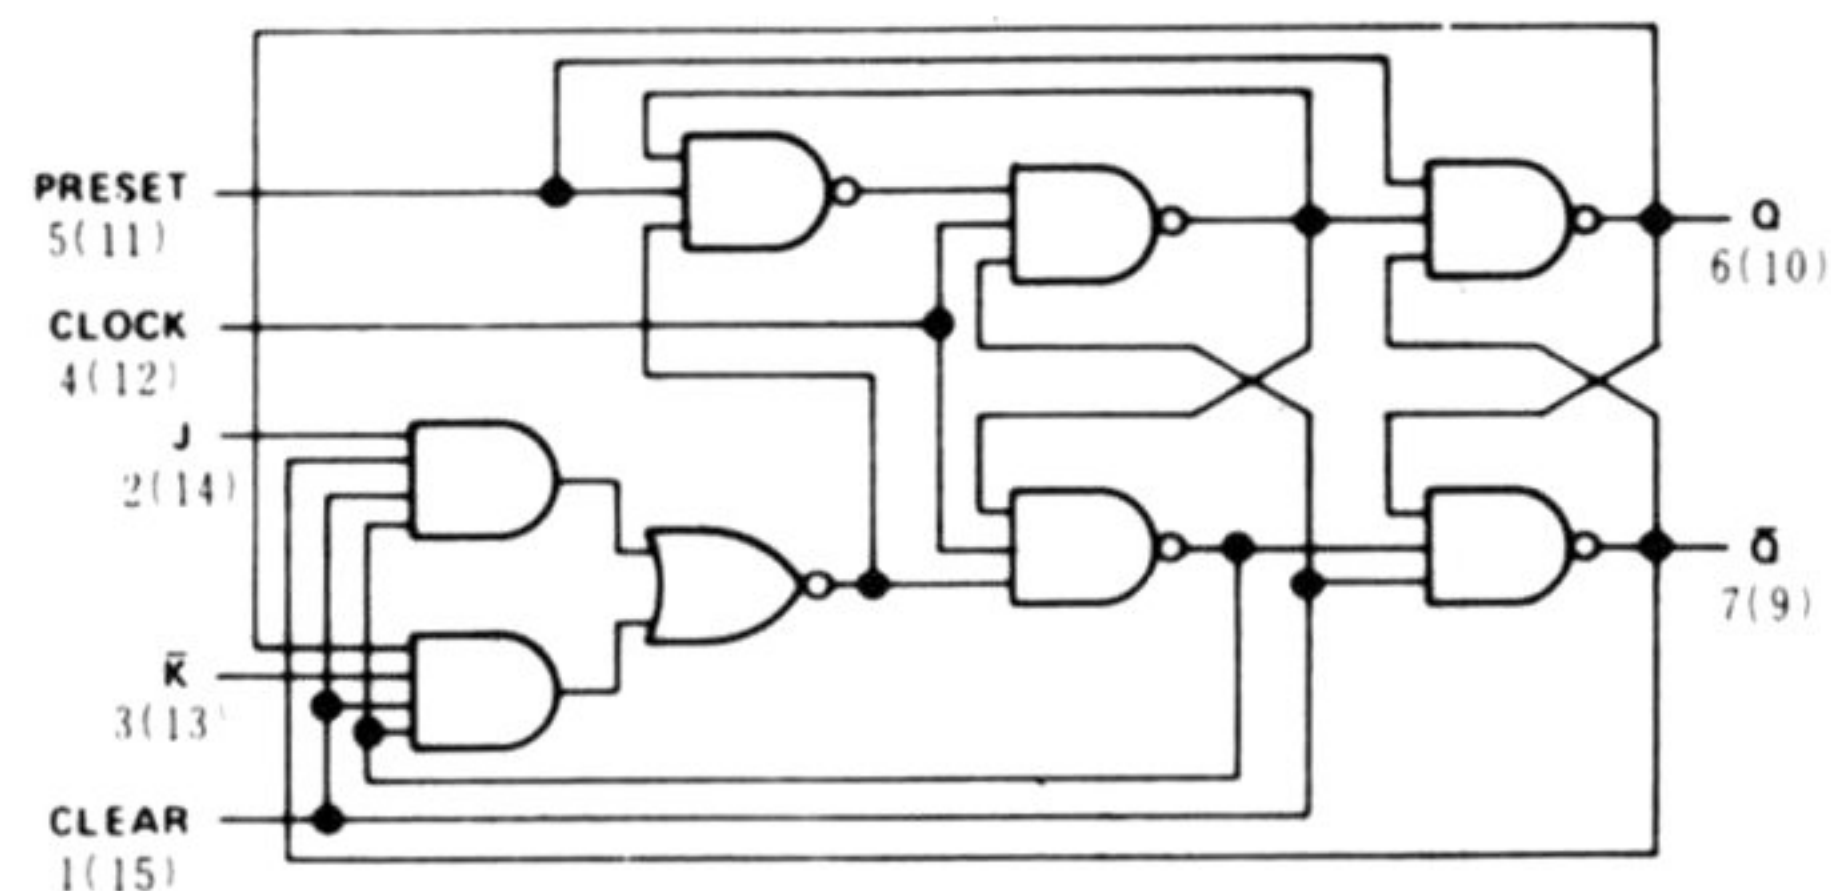 PRESET
5(11)
CLOCK
4(12)
J
2(14)
K̄
3(13
CLEAR
1(15)
Q
6(10)
Q̄
7(9)